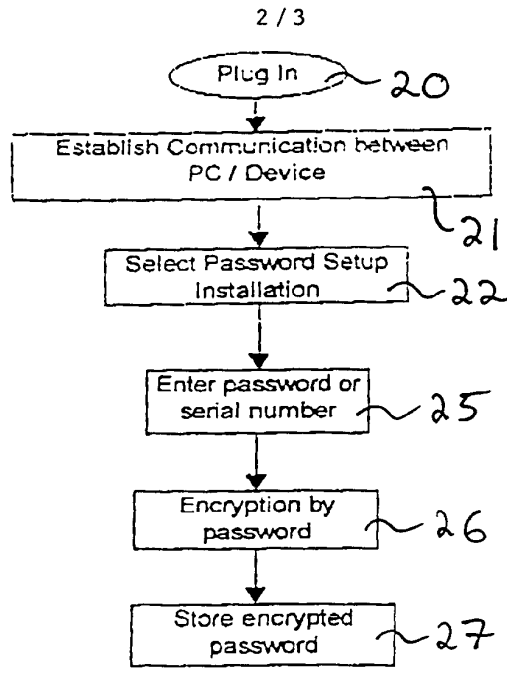 2 / 3
Plug In
20
Establish Communication between
PC / Device
21
Select Password Setup
Installation
22
Enter password or
serial number
25
Encryption by
password
26
Store encrypted
password
27